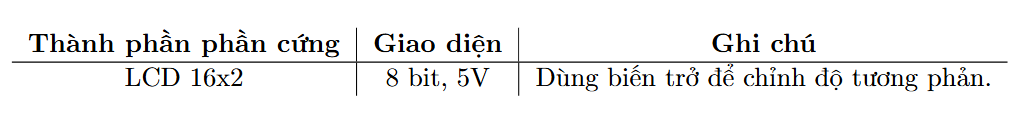 Thành phần phần cứng Giao diện Ghi chú
LCD 16x2 8 bit, 5V Dùng biến trở để chỉnh độ tương phản.